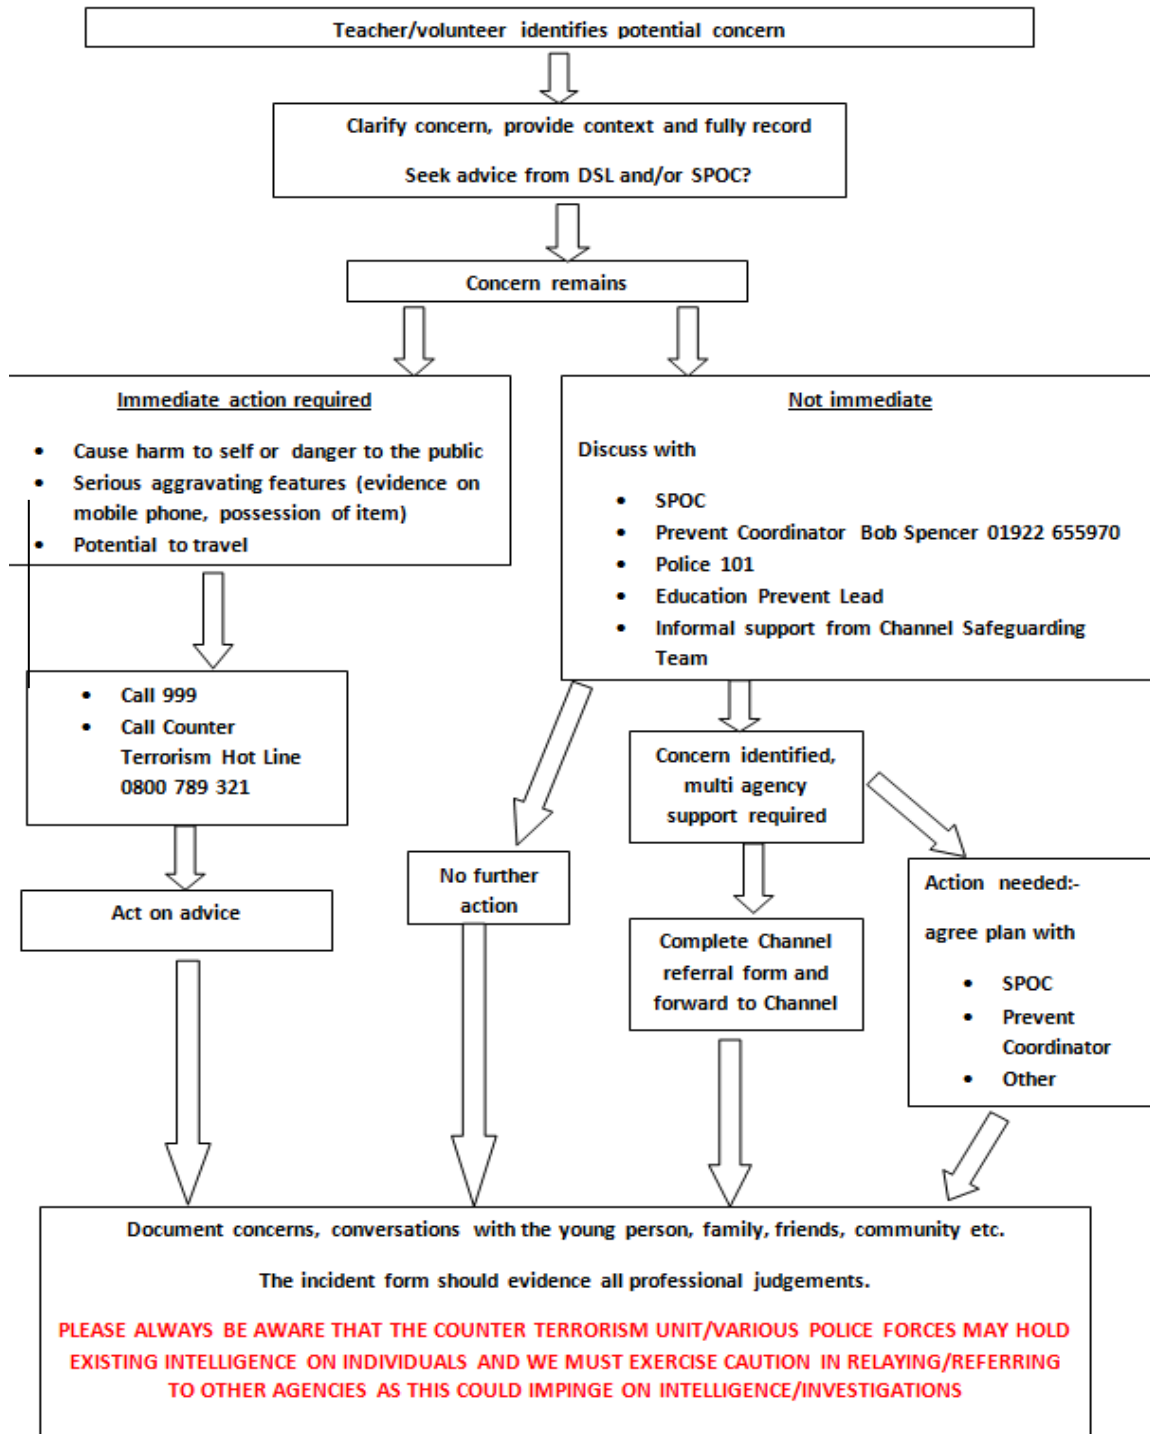 Teacher/volunteer identifies potential concern
Clarify concern, provide context and fully record
Seek advice from DSL and/or SPOC?
Concern remains
Immediate action required
• Cause harm to self or danger to the public
• Serious aggravating features (evidence on
mobile phone, possession of item)
• Potential to travel
Not immediate
Discuss with
• SPOC
• Prevent Coordinator Bob Spencer 01922 655970
• Police 101
• Education Prevent Lead
• Informal support from Channel Safeguarding
Team
• Call 999
• Call Counter
Terrorism Hot Line
0800 789 321
Concern identified,
multi agency
support required
Act on advice
No further
action
Complete Channel
referral form and
forward to Channel
Action needed:-
agree plan with
• SPOC
• Prevent
Coordinator
• Other
Document concerns, conversations with the young person, family, friends, community etc.
The incident form should evidence all professional judgements.
PLEASE ALWAYS BE AWARE THAT THE COUNTER TERRORISM UNIT/VARIOUS POLICE FORCES MAY HOLD
EXISTING INTELLIGENCE ON INDIVIDUALS AND WE MUST EXERCISE CAUTION IN RELAYING/REFERRING
TO OTHER AGENCIES AS THIS COULD IMPINGE ON INTELLIGENCE/INVESTIGATIONS